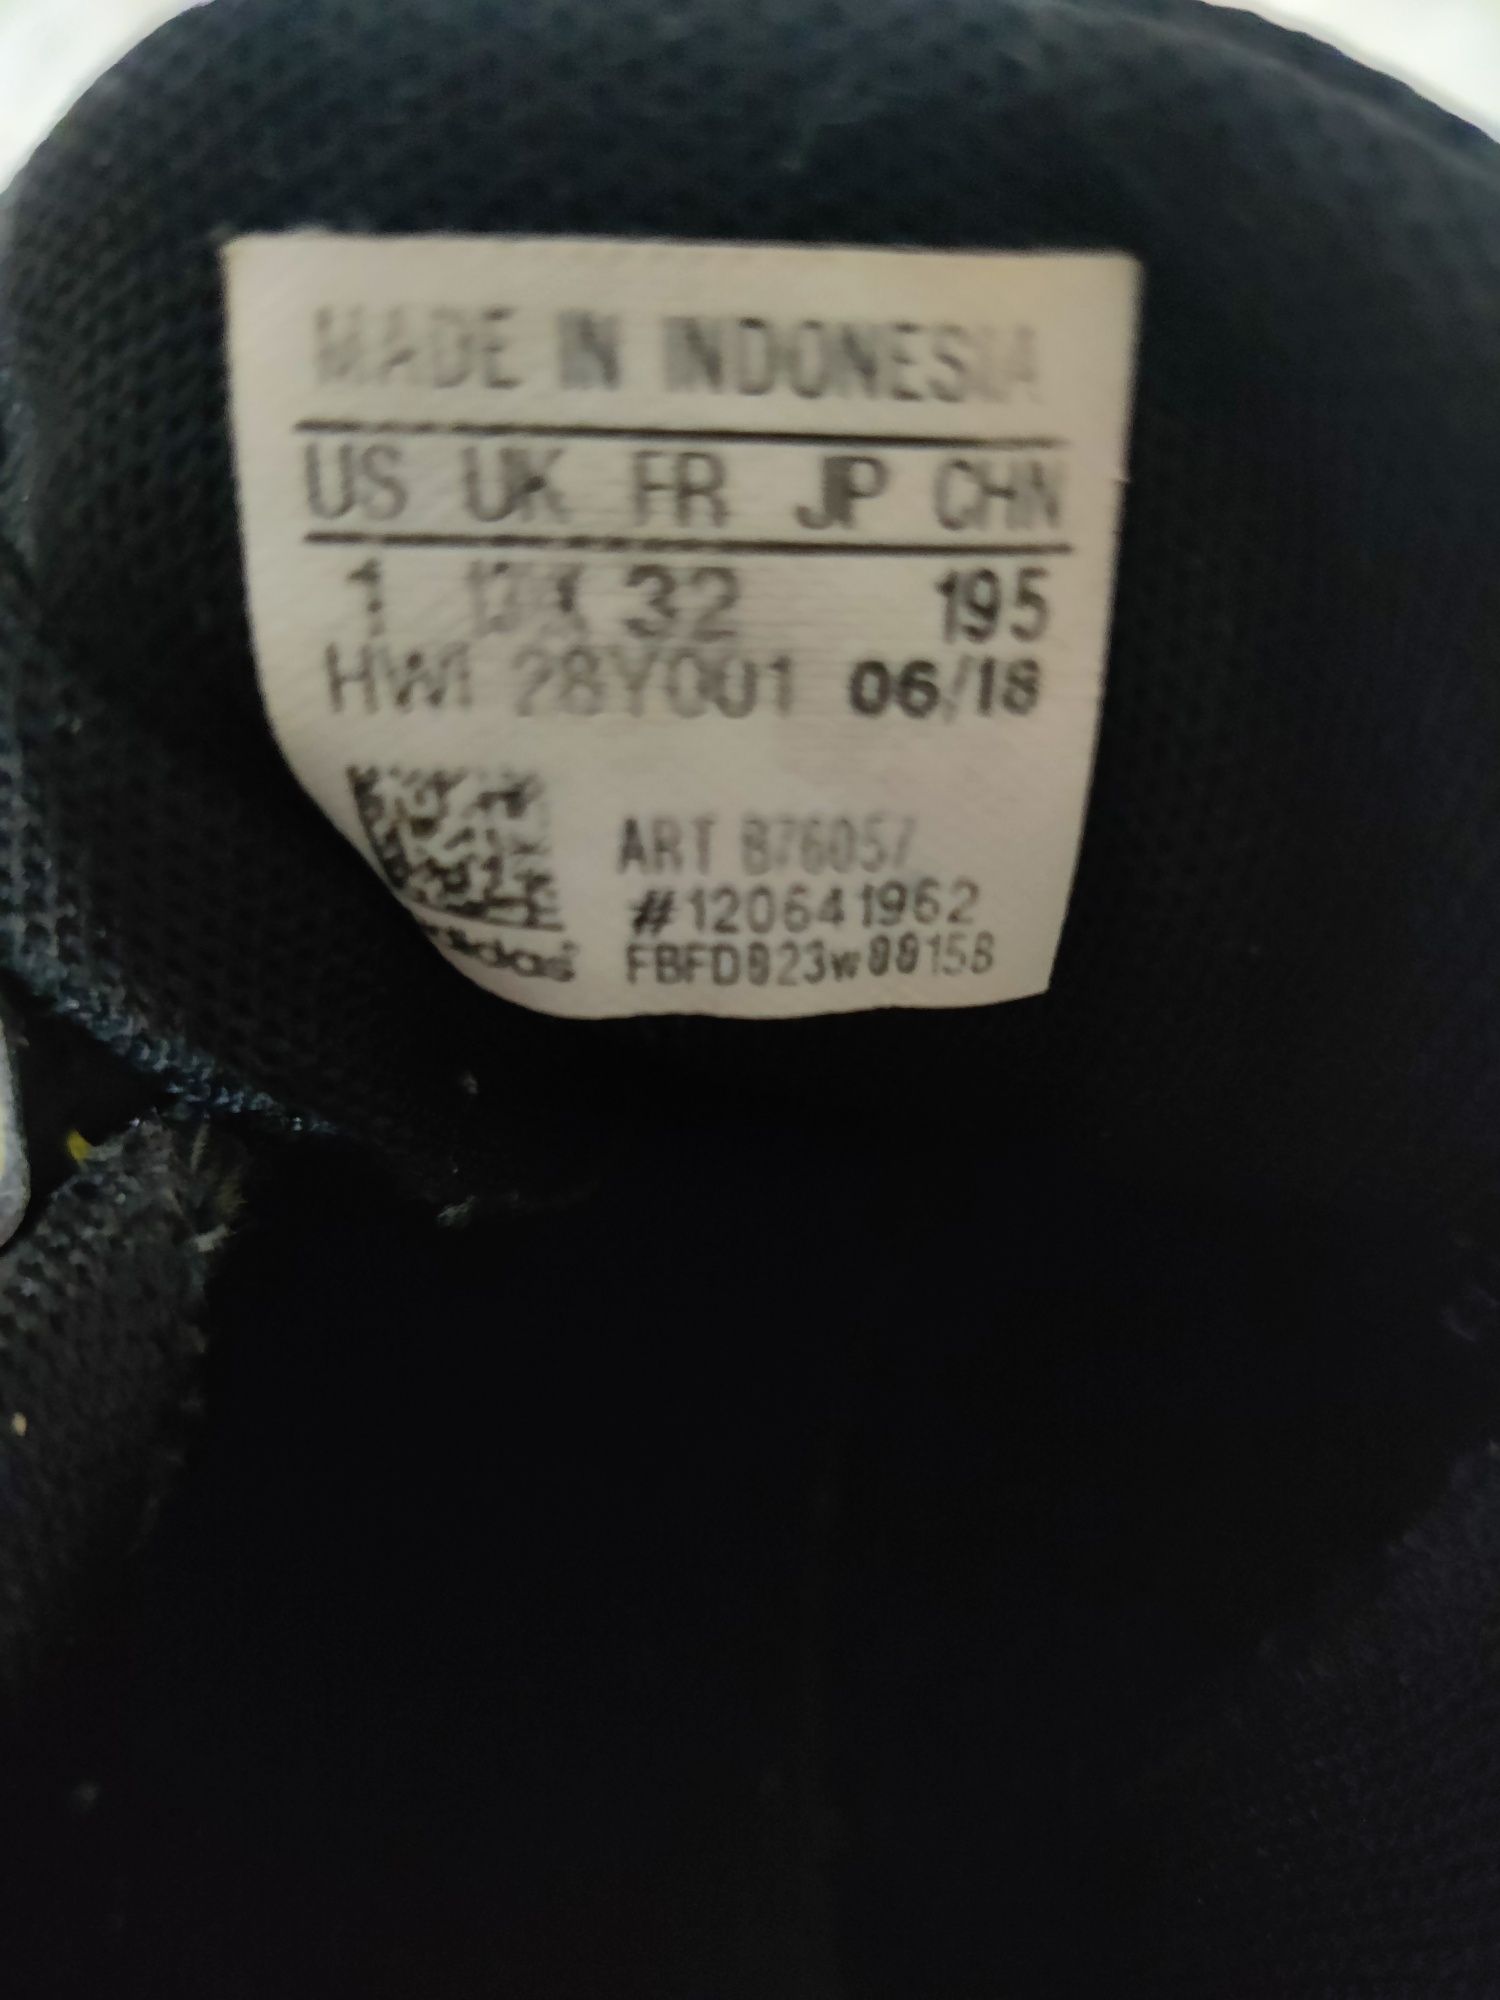 MADE IN INDONESIA
US UK FR JP CHN
1 13K 32 195
HWI 28Y001 06/18
ART B76057
#120641962
adidas